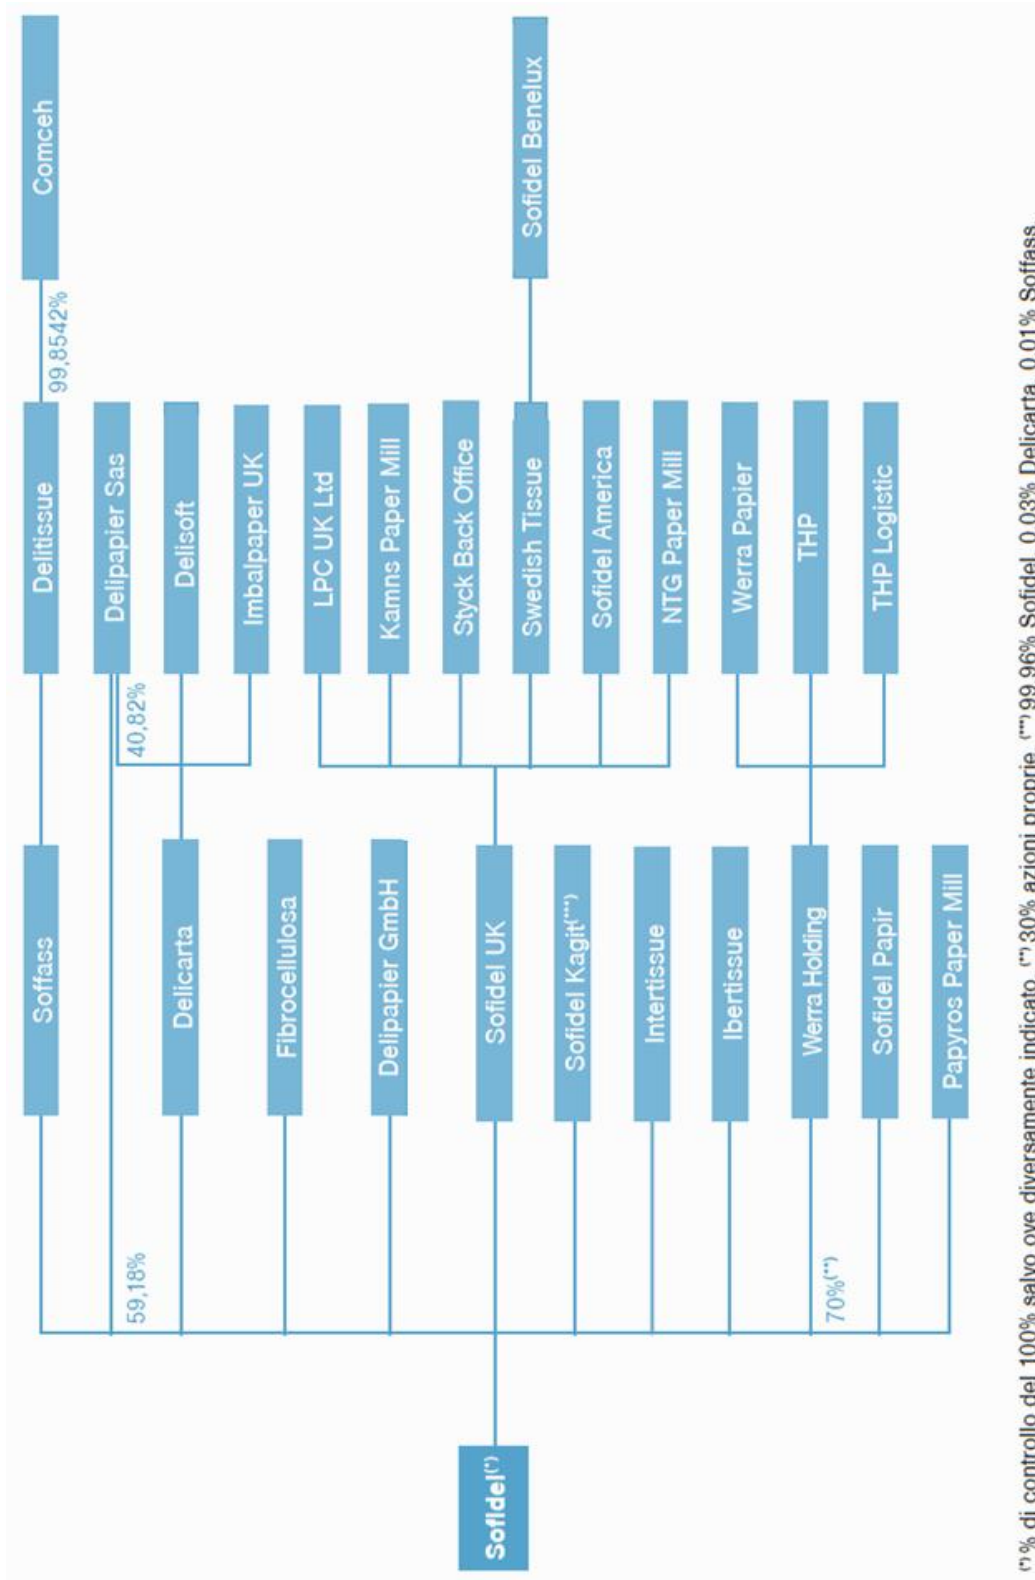 Sofidel(*)
59,18%
70%(**)
Soffass
Delicarta
Fibrocellulosa
Delipapier GmbH
Sofidel UK
Sofidel Kagit(***)
Intertissue
Ibertissue
Werra Holding
Sofidel Papir
Papyros Paper Mill
40,82%
Delitissue
Delipapier Sas
Delisoft
Imbalpaper UK
LPC UK Ltd
Kamns Paper Mill
Styck Back Office
Swedish Tissue
Sofidel America
NTG Paper Mill
Werra Papier
THP
THP Logistic
99,8542%
Comceh
Sofidel Benelux
(*)% di controllo del 100% salvo ove diversamente indicato (**)30% azioni proprie (***)99,96% Sofidel 0,03% Delicarta 0,01% Soffass